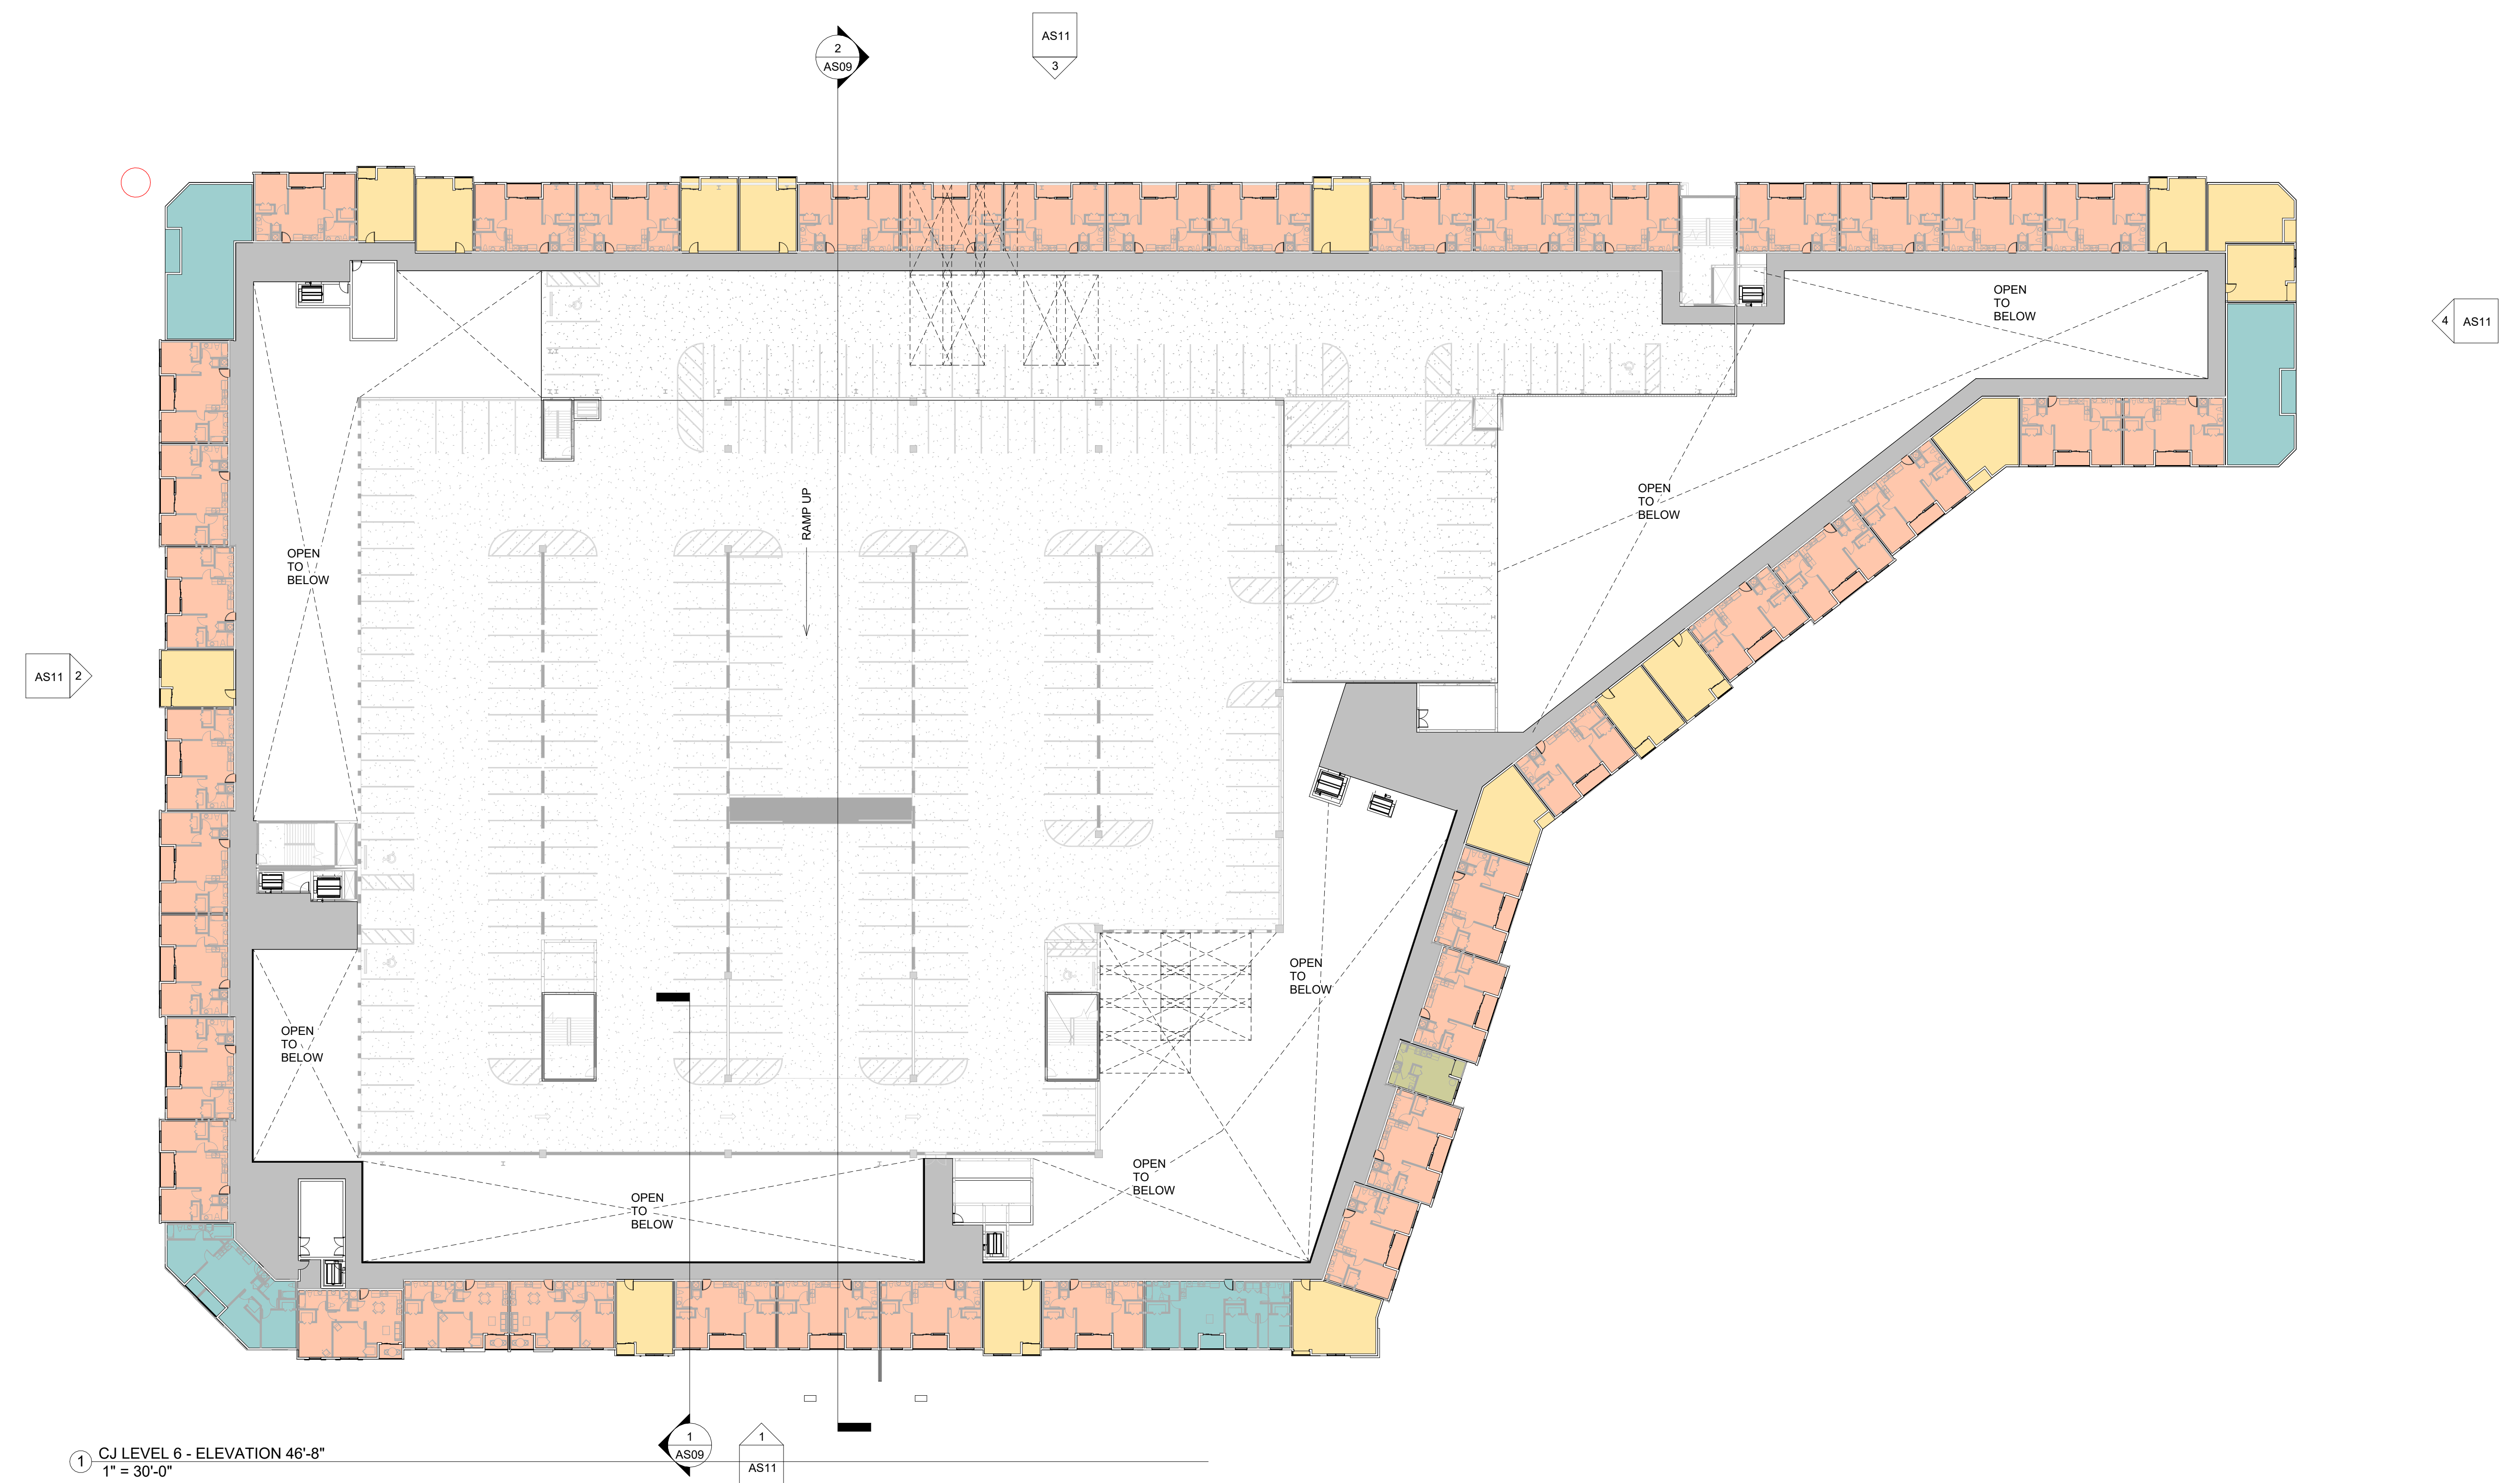 AS11
3
2
AS09
OPEN
TO
BELOW
4
AS11
RAMP UP
OPEN
TO
BELOW
OPEN
TO
BELOW
AS11
2
OPEN
TO
BELOW
OPEN
TO
BELOW
OPEN
TO
BELOW
OPEN
TO
BELOW
1
AS09
1
AS11
1
CJ LEVEL 6 - ELEVATION 46'-8"
1" = 30'-0"